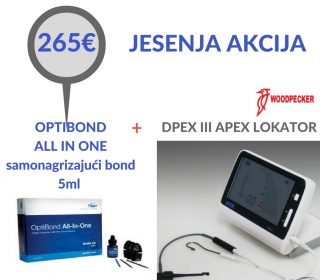 265€
JESENJA AKCIJA
WOODPECKER
OPTIBOND
ALL IN ONE
samonagrizajući bond
5ml
+
DPEX III APEX LOKATOR
OptiBond All-In-One